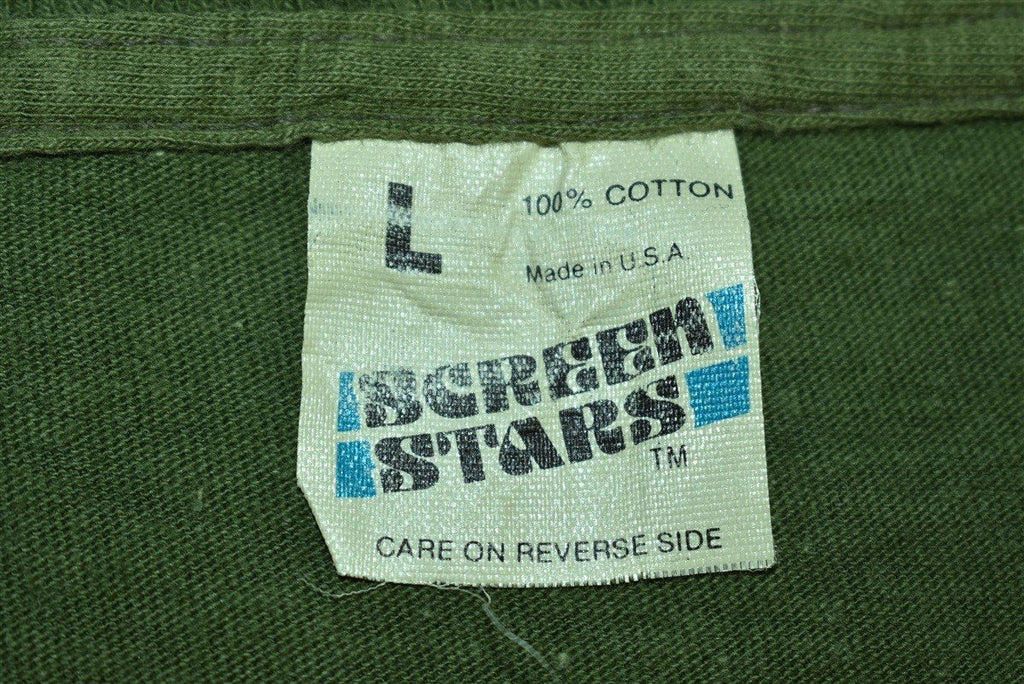 L
100% COTTON
Made in U.S.A.
SCREEN
STARS
TM
CARE ON REVERSE SIDE